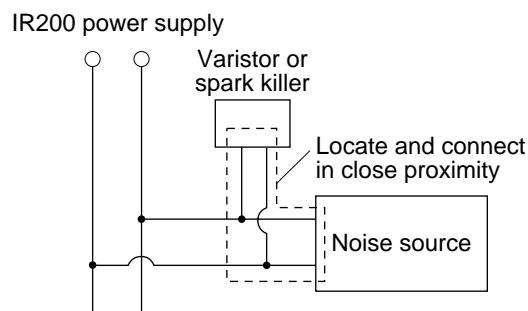 IR200 power supply
Varistor or
spark killer
Locate and connect
in close proximity
Noise source